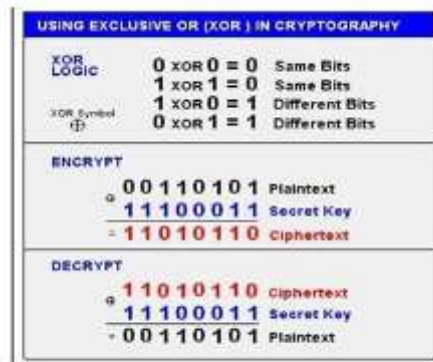 USING EXCLUSIVE OR (XOR ) IN CRYPTOGRAPHY
XOR LOGIC
0 XOR 0 = 0 Same Bits
1 XOR 1 = 0 Same Bits
1 XOR 0 = 1 Different Bits
0 XOR 1 = 1 Different Bits
XOR Symbol
⊕
ENCRYPT
⊕ 00110101 Plaintext
11100011 Secret Key
= 11010110 Ciphertext
DECRYPT
⊕ 11010110 Ciphertext
11100011 Secret Key
= 00110101 Plaintext